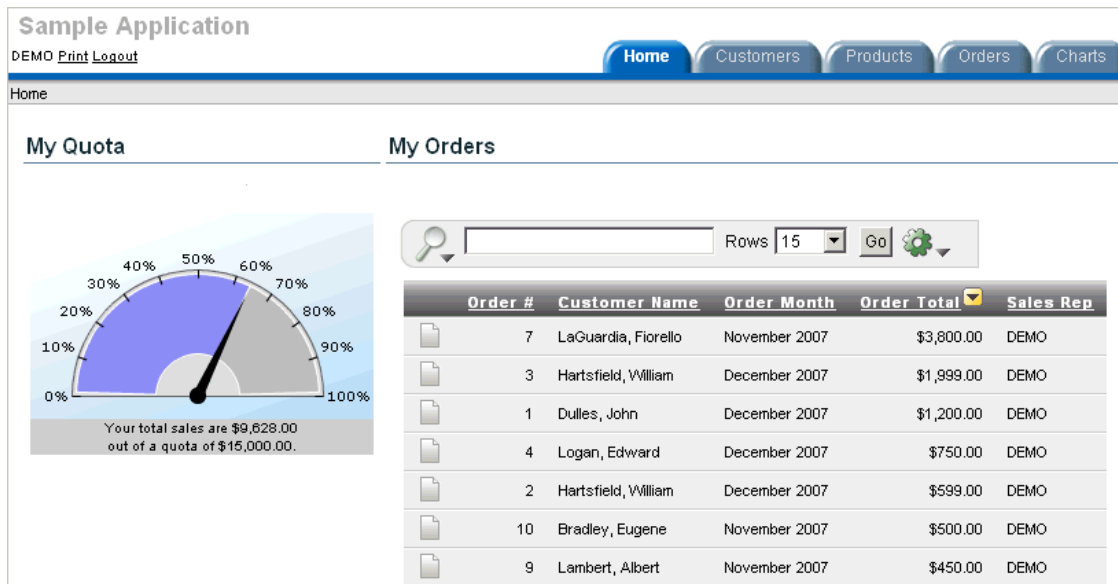 Sample Application
DEMO Print Logout
Home Customers Products Orders Charts
Home
My Quota
My Orders
Rows 15 Go
0% 10% 20% 30% 40% 50% 60% 70% 80% 90% 100%
Your total sales are $9,628.00
out of a quota of $15,000.00.
Order # Customer Name Order Month Order Total Sales Rep
7 LaGuardia, Fiorello November 2007 $3,800.00 DEMO
3 Hartsfield, William December 2007 $1,999.00 DEMO
1 Dulles, John December 2007 $1,200.00 DEMO
4 Logan, Edward December 2007 $750.00 DEMO
2 Hartsfield, William December 2007 $599.00 DEMO
10 Bradley, Eugene November 2007 $500.00 DEMO
9 Lambert, Albert November 2007 $450.00 DEMO